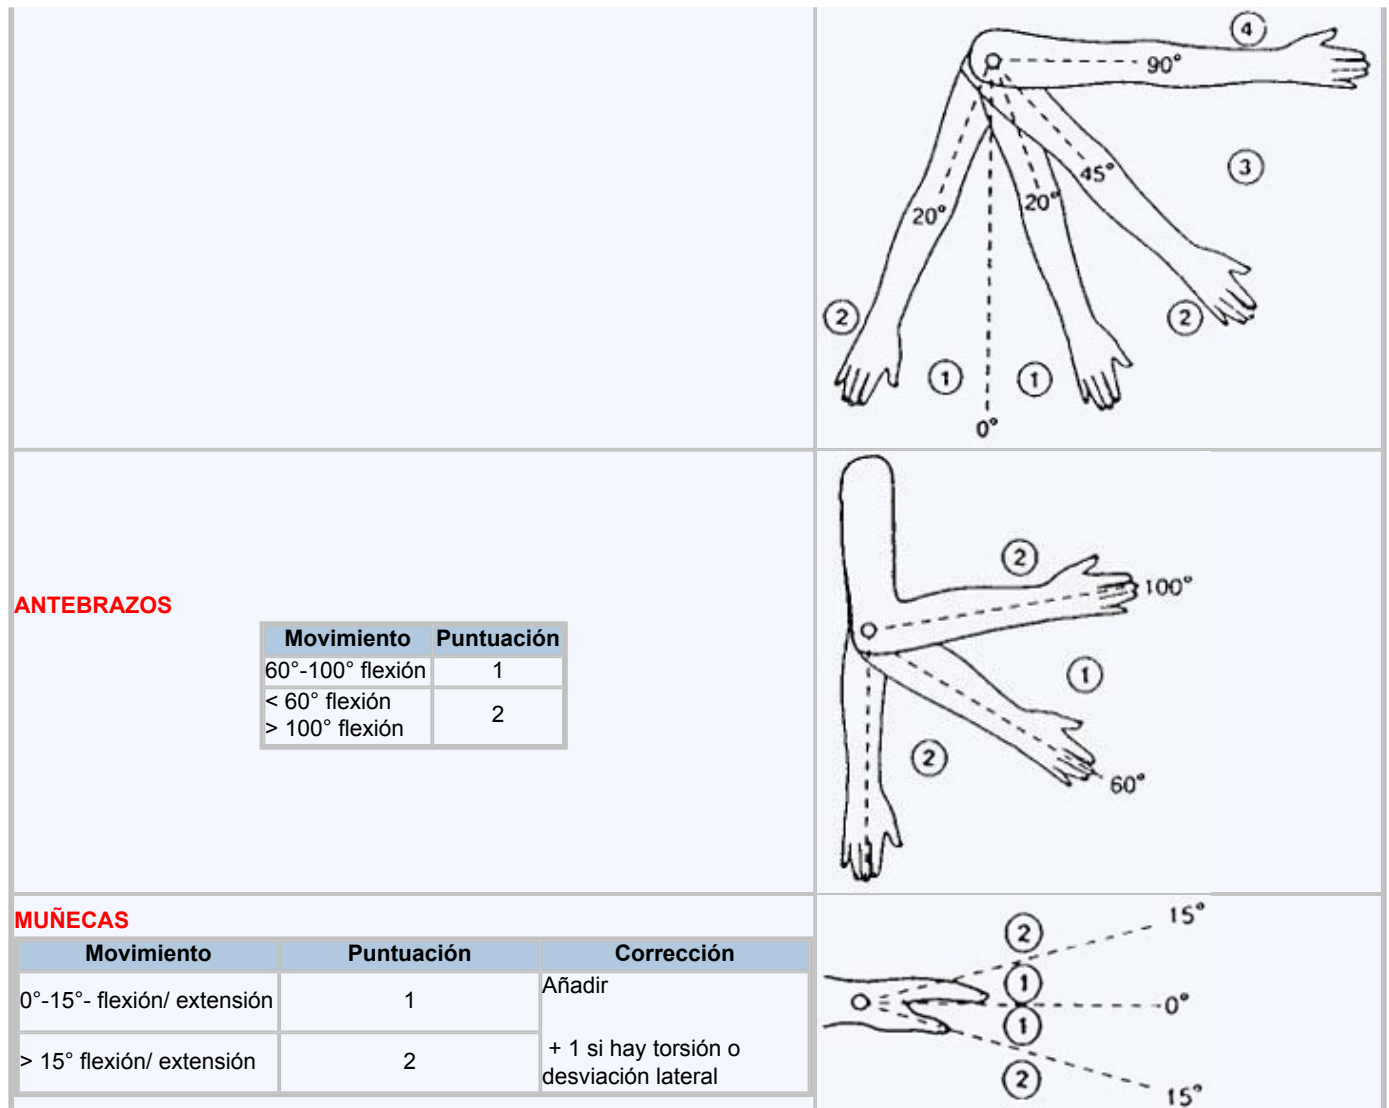 4
90°
3
45°
20°
20°
2
2
1
1
0°
ANTEBRAZOS
Movimiento Puntuación
60°-100° flexión 1
< 60° flexión
> 100° flexión
2
2
100°
1
2
60°
MUÑECAS
Movimiento Puntuación Corrección
0°-15°- flexión/ extensión 1
Añadir
+ 1 si hay torsión o
desviación lateral
> 15° flexión/ extensión 2
15°
2
1
0°
1
2
15°